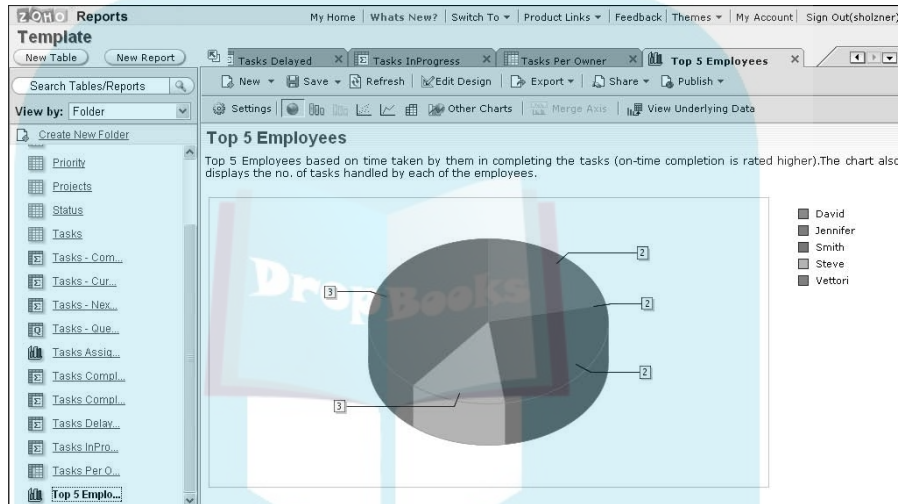 ZOHO Reports
My Home | Whats New? | Switch To | Product Links | Feedback | Themes | My Account | Sign Out(sholzner)
Template
New Table New Report
Tasks Delayed Tasks InProgress Tasks Per Owner Top 5 Employees
Search Tables/Reports
New Save Refresh Edit Design Export Share Publish
View by: Folder
Settings Other Charts Merge Axis View Underlying Data
Create New Folder
Priority
Projects
Status
Tasks
Tasks - Com...
Tasks - Cur...
Tasks - Nex...
Tasks - Que...
Tasks Assig...
Tasks Compl...
Tasks Compl...
Tasks Delay...
Tasks InPro...
Tasks Per O...
Top 5 Emplo...
Top 5 Employees
Top 5 Employees based on time taken by them in completing the tasks (on-time completion is rated higher).The chart also
displays the no. of tasks handled by each of the employees.
2
2
2
3
3
David
Jennifer
Smith
Steve
Vettori
DropBooks